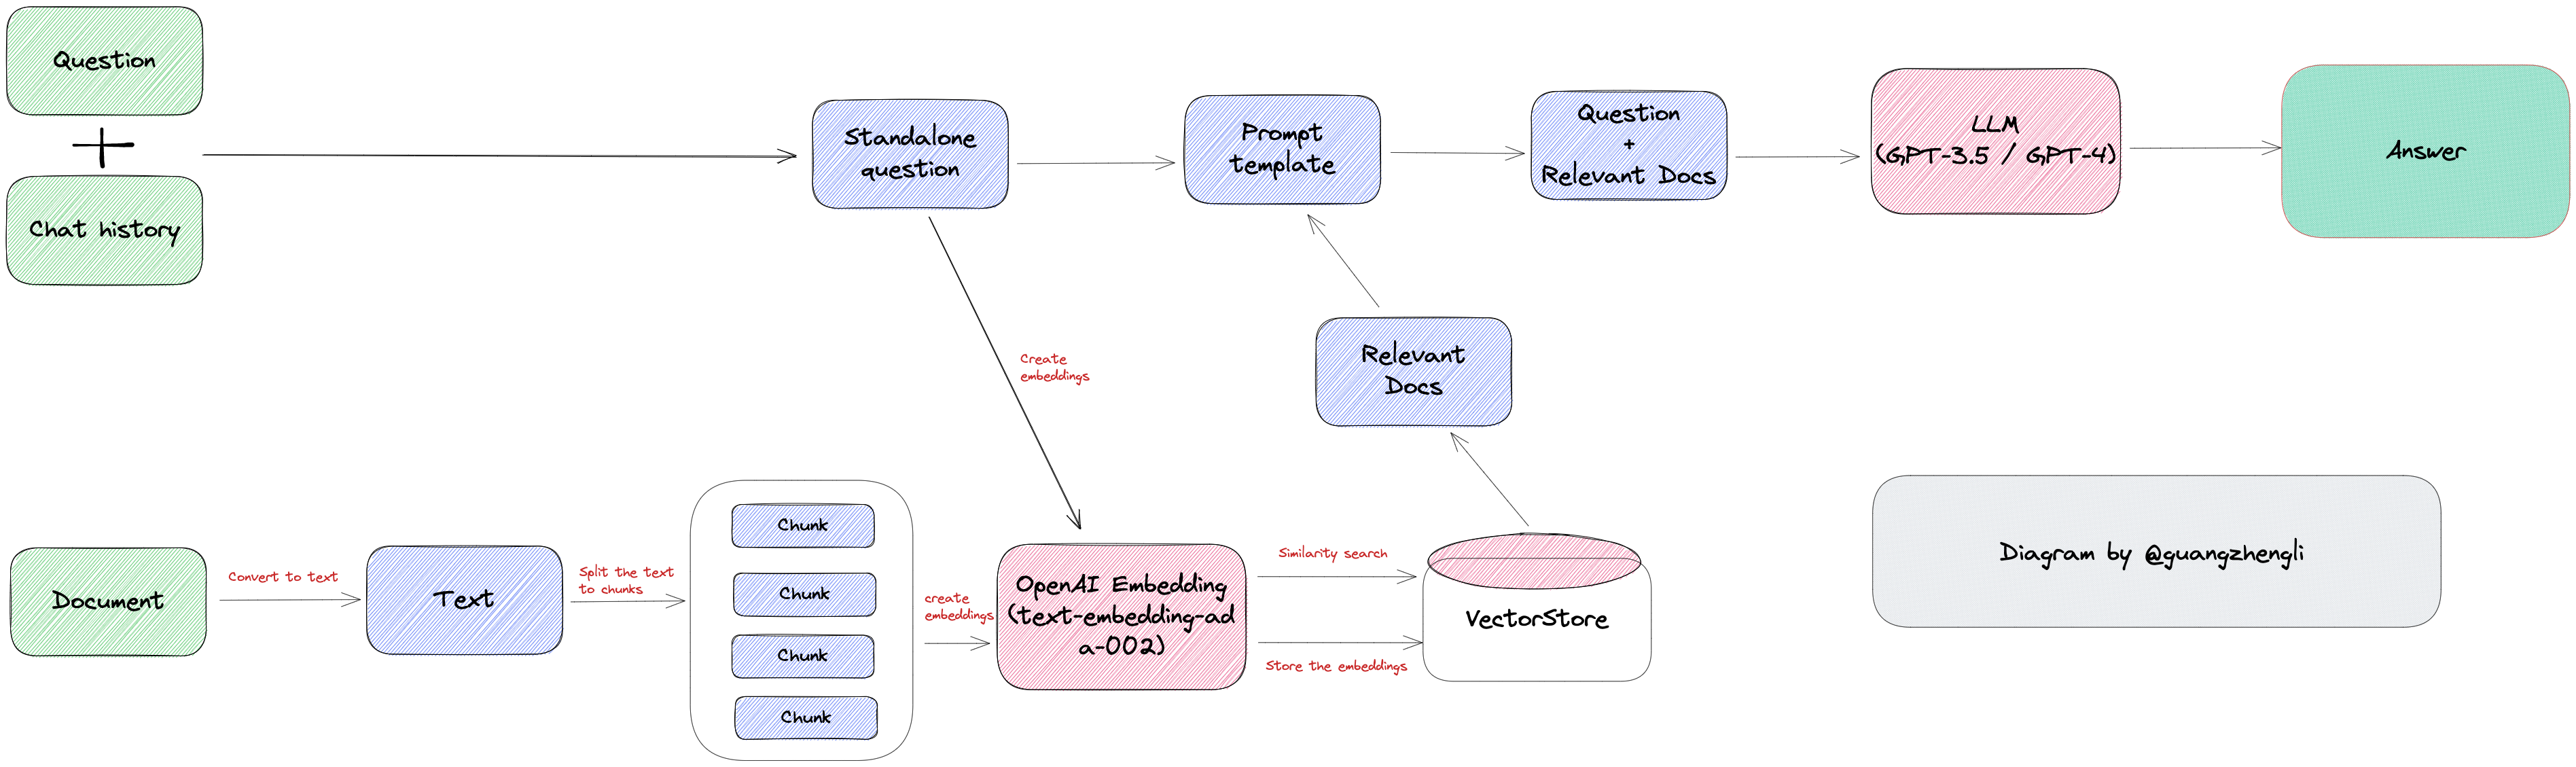 Question
+
Chat history
Standalone
question
Prompt
template
Question
+
Relevant Docs
LLM
(GPT-3.5 / GPT-4)
Answer
Create
embeddings
Relevant
Docs
Document
Convert to text
Text
Split the text
to chunks
Chunk
Chunk
Chunk
Chunk
create
embeddings
OpenAI Embedding
(text-embedding-ad
a-002)
Similarity search
Store the embeddings
VectorStore
Diagram by @guangzhengli